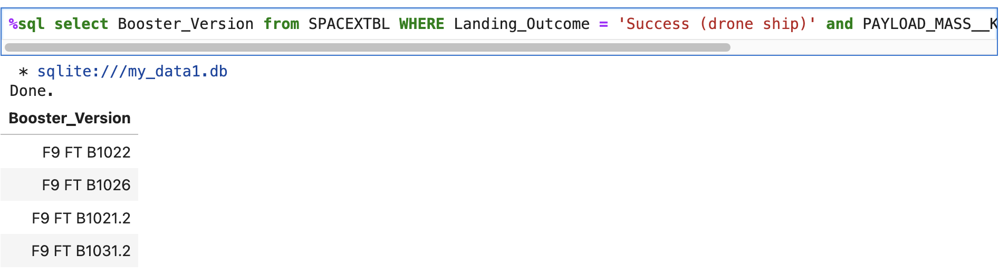 %sql select Booster_Version from SPACEXTBL WHERE Landing_Outcome = 'Success (drone ship)' and PAYLOAD_MASS__K
* sqlite:///my_data1.db
Done.
Booster_Version
F9 FT B1022
F9 FT B1026
F9 FT B1021.2
F9 FT B1031.2